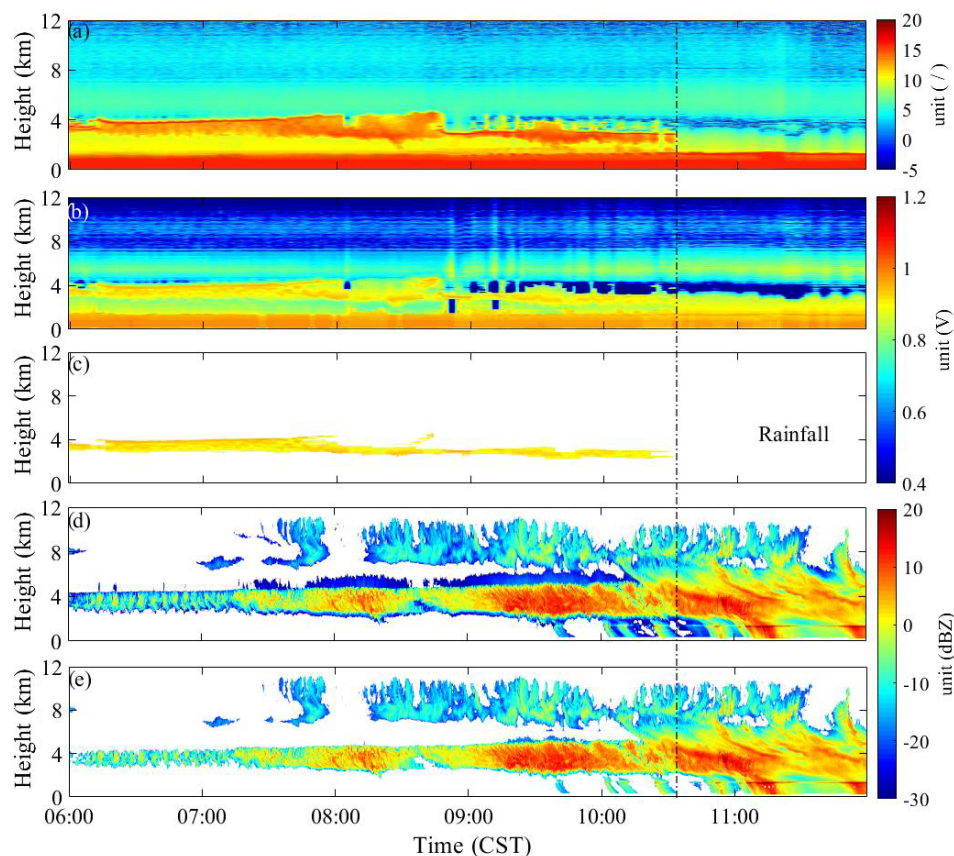 (a)
Height (km)
12
8
4
0
20
15
10
5
0
-5
unit ( / )
(b)
Height (km)
12
8
4
0
(c)
Height (km)
12
8
4
0
Rainfall
1.2
1
0.8
0.6
0.4
unit (V)
(d)
Height (km)
12
8
4
0
(e)
Height (km)
12
8
4
0
20
10
0
-10
-20
-30
unit (dBZ)
06:00 07:00 08:00 09:00 10:00 11:00
Time (CST)